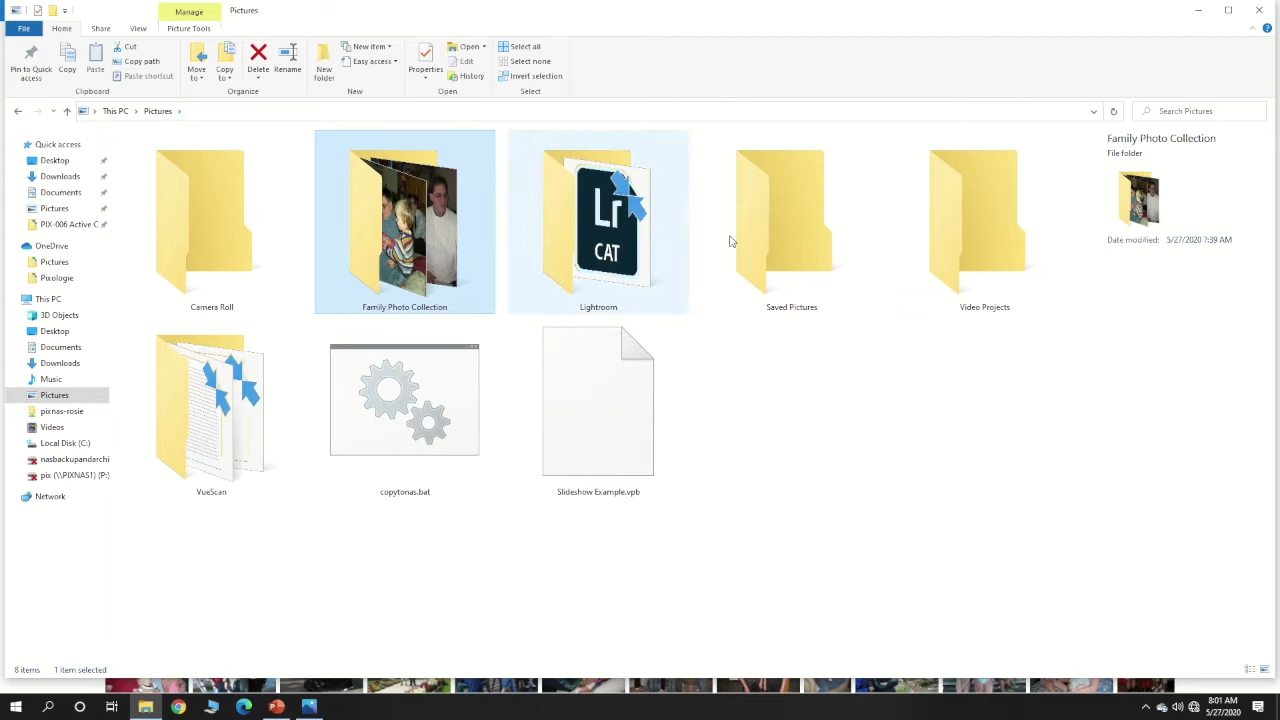 Manage
Pictures
File
Home
Share
View
Picture Tools
Pin to Quick access
Copy
Paste
Cut
Copy path
Paste shortcut
Clipboard
Move to
Copy to
Delete
Rename
Organize
New folder
New item
Easy access
New
Properties
Open
Edit
History
Open
Select all
Select none
Invert selection
Select
This PC
Pictures
Search Pictures
Quick access
Desktop
Downloads
Documents
Pictures
PIX-006 Active C
OneDrive
Pictures
Pixologie
This PC
3D Objects
Desktop
Documents
Downloads
Music
Pictures
pixnas-rosie
Videos
Local Disk (C:)
nasbackupandarchi
pix (\\PIXNAS1) (P:)
Network
Camera Roll
Family Photo Collection
Lr
CAT
Lightroom
Saved Pictures
Video Projects
VueScan
copytonas.bat
Slideshow Example.vpb
Family Photo Collection
File folder
Date modified: 5/27/2020 7:39 AM
8 items
1 item selected
8:01 AM
5/27/2020